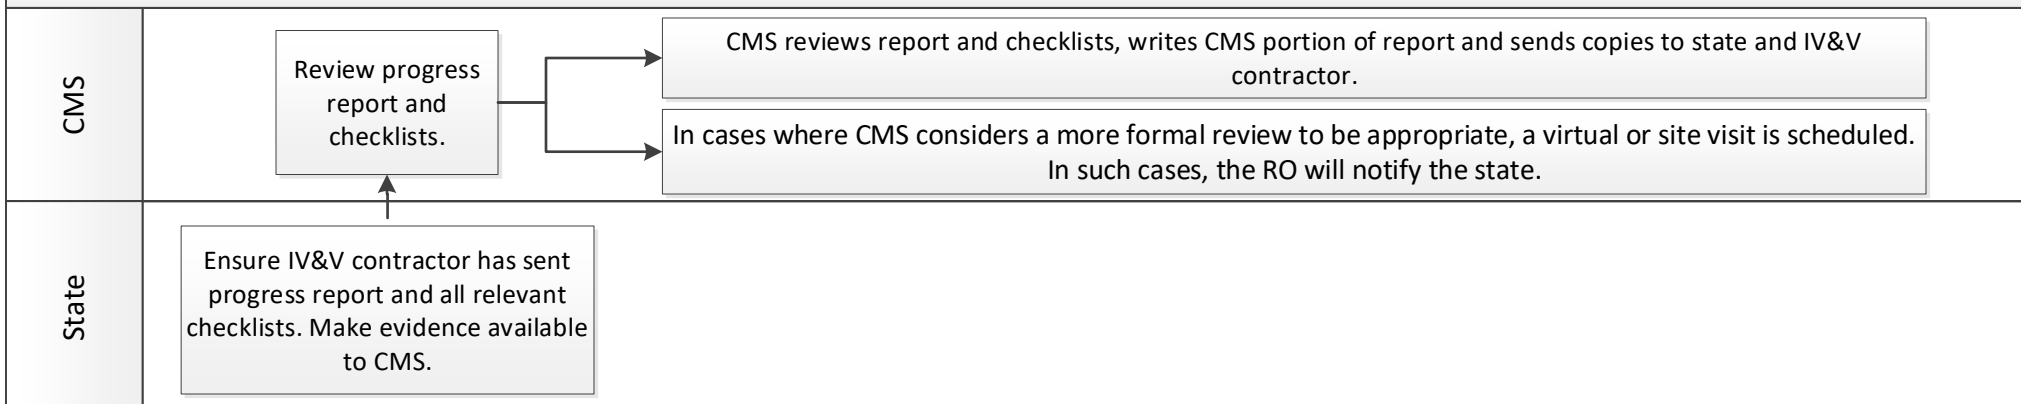 CMS
Review progress
report and
checklists.
CMS reviews report and checklists, writes CMS portion of report and sends copies to state and IV&V
contractor.
In cases where CMS considers a more formal review to be appropriate, a virtual or site visit is scheduled.
In such cases, the RO will notify the state.
State
Ensure IV&V contractor has sent
progress report and all relevant
checklists. Make evidence available
to CMS.